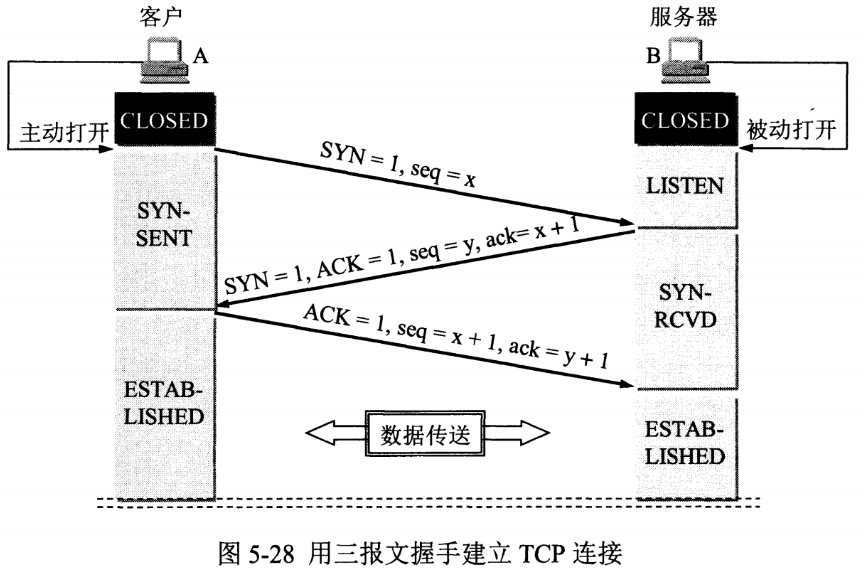 客户
服务器
A
B
主动打开
CLOSED
CLOSED
被动打开
SYN = 1, seq = x
LISTEN
SYN-
SENT
SYN = 1, ACK = 1, seq = y, ack= x + 1
SYN-
RCVD
ACK = 1, seq = x + 1, ack = y + 1
ESTAB-
LISHED
数据传送
ESTAB-
LISHED
图 5-28 用三报文握手建立 TCP 连接